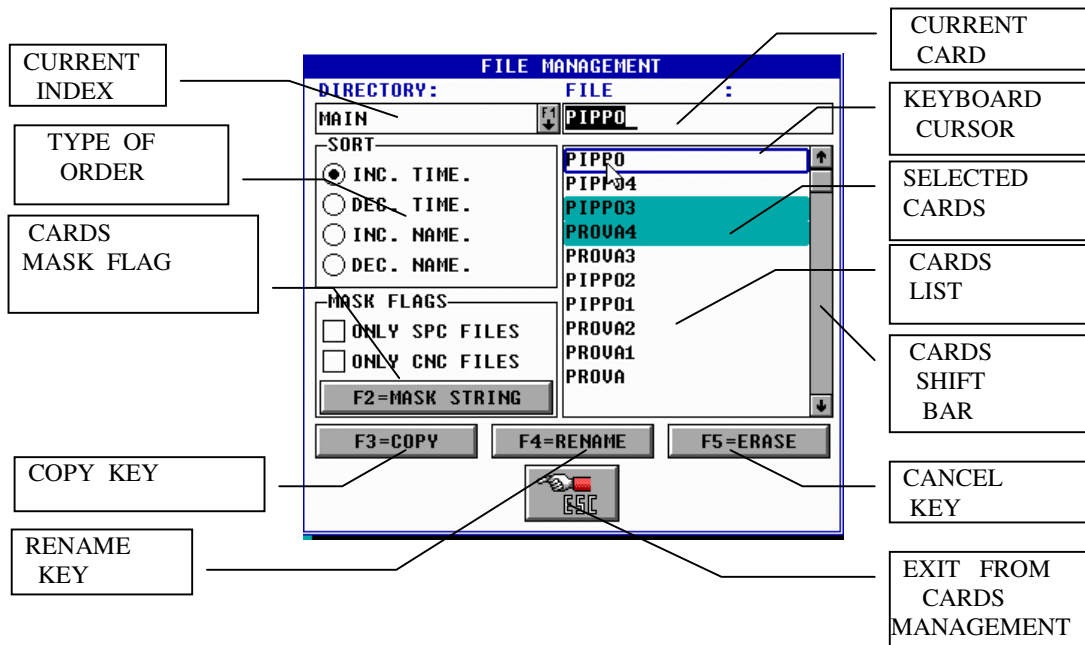 CURRENT
CARD
CURRENT
INDEX
FILE MANAGEMENT
DIRECTORY:
FILE :
KEYBOARD
CURSOR
MAIN
F1
PIPPO_
TYPE OF
ORDER
SORT
INC. TIME.
DEC. TIME.
INC. NAME.
DEC. NAME.
PIPPO
PIPPO4
PIPPO3
PROVA4
PROVA3
PIPPO2
PIPPO1
PROVA2
PROVA1
PROVA
SELECTED
CARDS
CARDS
MASK FLAG
CARDS
LIST
MASK FLAGS
ONLY SPC FILES
ONLY CNC FILES
F2=MASK STRING
CARDS
SHIFT
BAR
F3=COPY
F4=RENAME
F5=ERASE
COPY KEY
CANCEL
KEY
ESC
RENAME
KEY
EXIT FROM
CARDS
MANAGEMENT